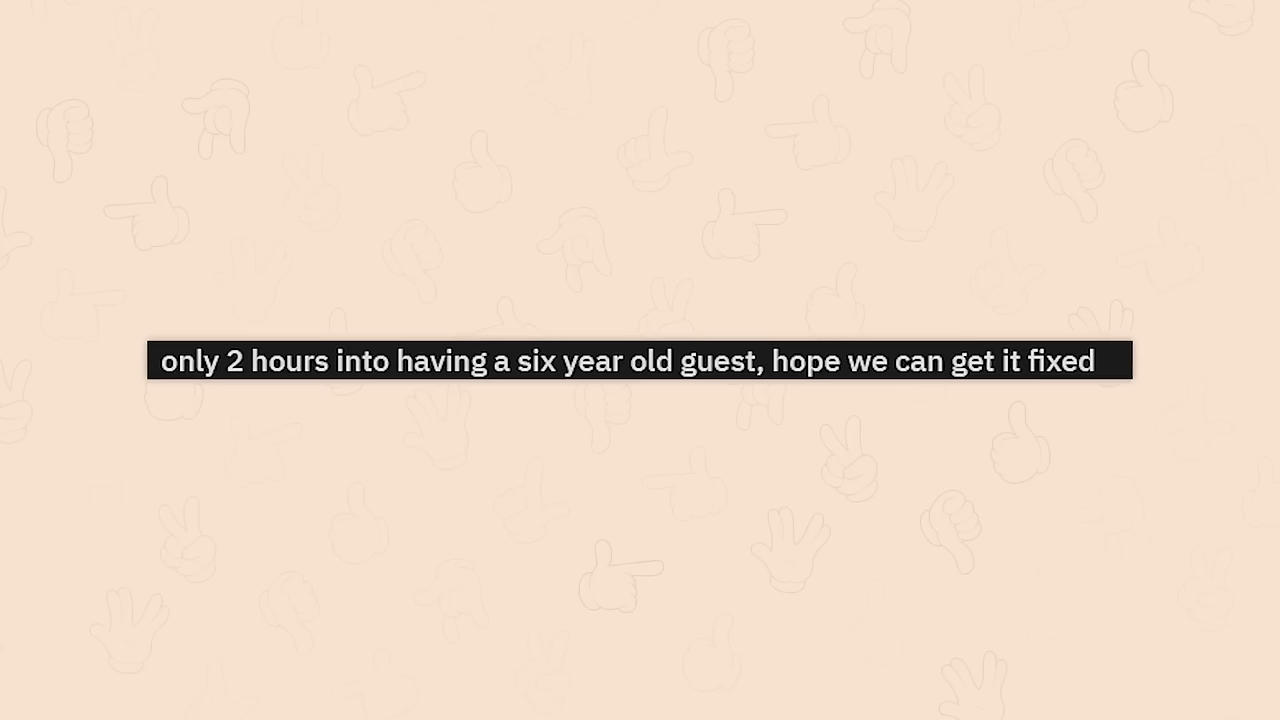 only 2 hours into having a six year old guest, hope we can get it fixed